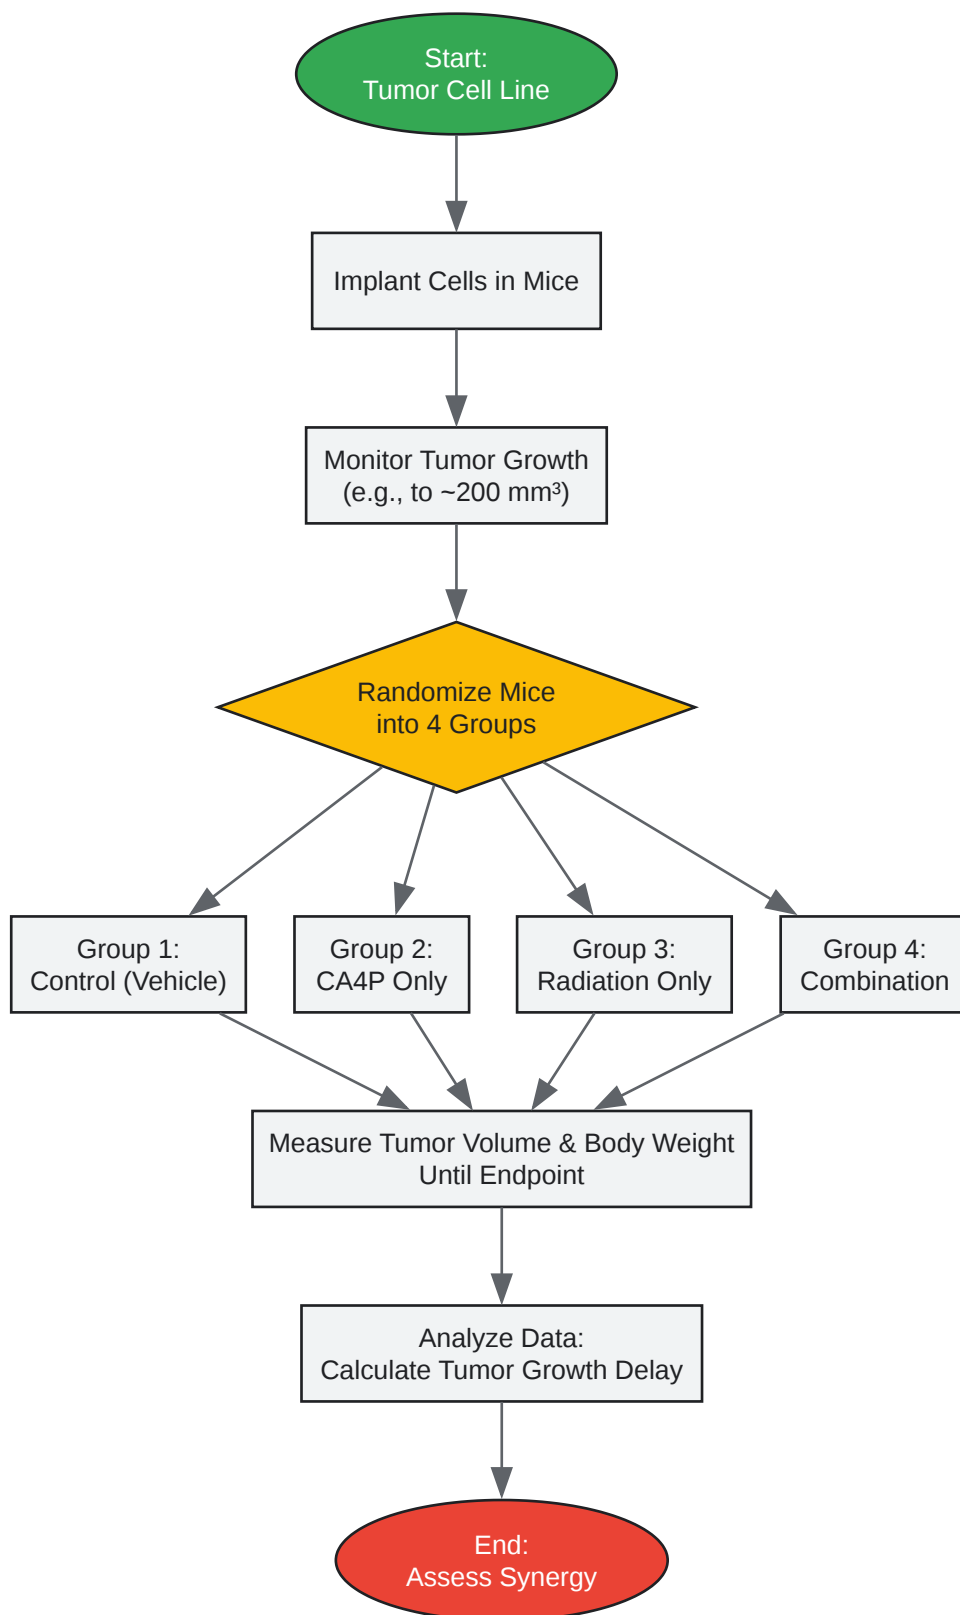 Start:
Tumor Cell Line
Implant Cells in Mice
Monitor Tumor Growth
(e.g., to ~200 mm³)
Randomize Mice
into 4 Groups
Group 1:
Control (Vehicle)
Group 2:
CA4P Only
Group 3:
Radiation Only
Group 4:
Combination
Measure Tumor Volume & Body Weight
Until Endpoint
Analyze Data:
Calculate Tumor Growth Delay
End:
Assess Synergy